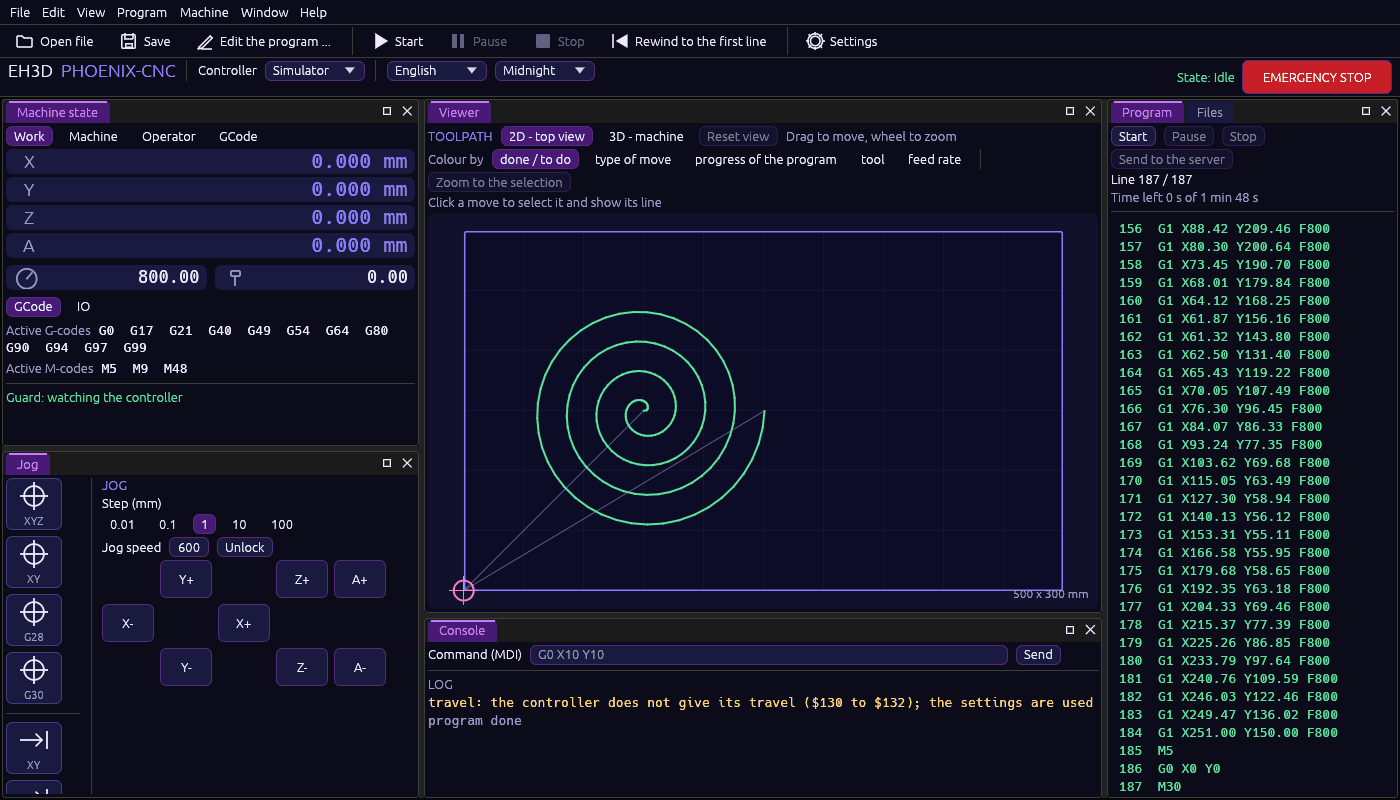 File Edit View Program Machine Window Help
Open file Save Edit the program ... Start Pause Stop Rewind to the first line Settings
EH3D PHOENIX-CNC Controller Simulator English Midnight State: Idle EMERGENCY STOP
Machine state
Work Machine Operator GCode
X 0.000 mm
Y 0.000 mm
Z 0.000 mm
A 0.000 mm
800.00 0.00
GCode IO
Active G-codes G0 G17 G21 G40 G49 G54 G64 G80
G90 G94 G97 G99
Active M-codes M5 M9 M48
Guard: watching the controller
Jog
XYZ
XY
G28
G30
XY
JOG
Step (mm)
0.01 0.1 1 10 100
Jog speed 600 Unlock
Y+ Z+ A+
X- X+
Y- Z- A-
Viewer
TOOLPATH 2D - top view 3D - machine Reset view Drag to move, wheel to zoom
Colour by done / to do type of move progress of the program tool feed rate
Zoom to the selection
Click a move to select it and show its line
500 x 300 mm
Console
Command (MDI) G0 X10 Y10 Send
LOG
travel: the controller does not give its travel ($130 to $132); the settings are used
program done
Program Files
Start Pause Stop
Send to the server
Line 187 / 187
Time left 0 s of 1 min 48 s
156 G1 X88.42 Y209.46 F800
157 G1 X80.30 Y200.64 F800
158 G1 X73.45 Y190.70 F800
159 G1 X68.01 Y179.84 F800
160 G1 X64.12 Y168.25 F800
161 G1 X61.87 Y156.16 F800
162 G1 X61.32 Y143.80 F800
163 G1 X62.50 Y131.40 F800
164 G1 X65.43 Y119.22 F800
165 G1 X70.05 Y107.49 F800
166 G1 X76.30 Y96.45 F800
167 G1 X84.07 Y86.33 F800
168 G1 X93.24 Y77.35 F800
169 G1 X103.62 Y69.68 F800
170 G1 X115.05 Y63.49 F800
171 G1 X127.30 Y58.94 F800
172 G1 X140.13 Y56.12 F800
173 G1 X153.31 Y55.11 F800
174 G1 X166.58 Y55.95 F800
175 G1 X179.68 Y58.65 F800
176 G1 X192.35 Y63.18 F800
177 G1 X204.33 Y69.46 F800
178 G1 X215.37 Y77.39 F800
179 G1 X225.26 Y86.85 F800
180 G1 X233.79 Y97.64 F800
181 G1 X240.76 Y109.59 F800
182 G1 X246.03 Y122.46 F800
183 G1 X249.47 Y136.02 F800
184 G1 X251.00 Y150.00 F800
185 M5
186 G0 X0 Y0
187 M30